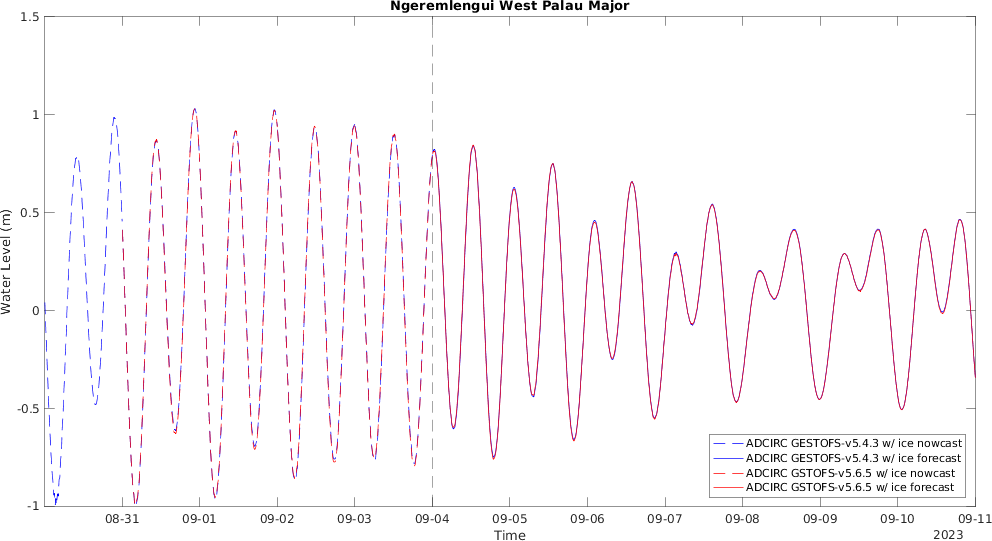 Ngeremlengui West Palau Major
1.5
1
0.5
0
-0.5
-1
Water Level (m)
08-31 09-01 09-02 09-03 09-04 09-05 09-06 09-07 09-08 09-09 09-10 09-11
Time
2023
ADCIRC GESTOFS-v5.4.3 w/ ice nowcast
ADCIRC GESTOFS-v5.4.3 w/ ice forecast
ADCIRC GSTOFS-v5.6.5 w/ ice nowcast
ADCIRC GSTOFS-v5.6.5 w/ ice forecast